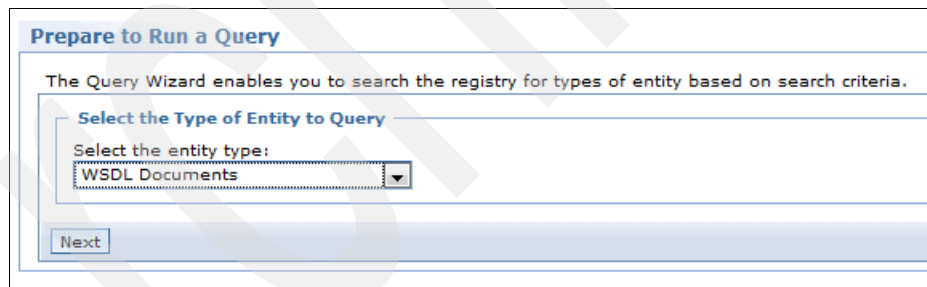 Prepare to Run a Query
The Query Wizard enables you to search the registry for types of entity based on search criteria.
Select the Type of Entity to Query
Select the entity type:
WSDL Documents
Next